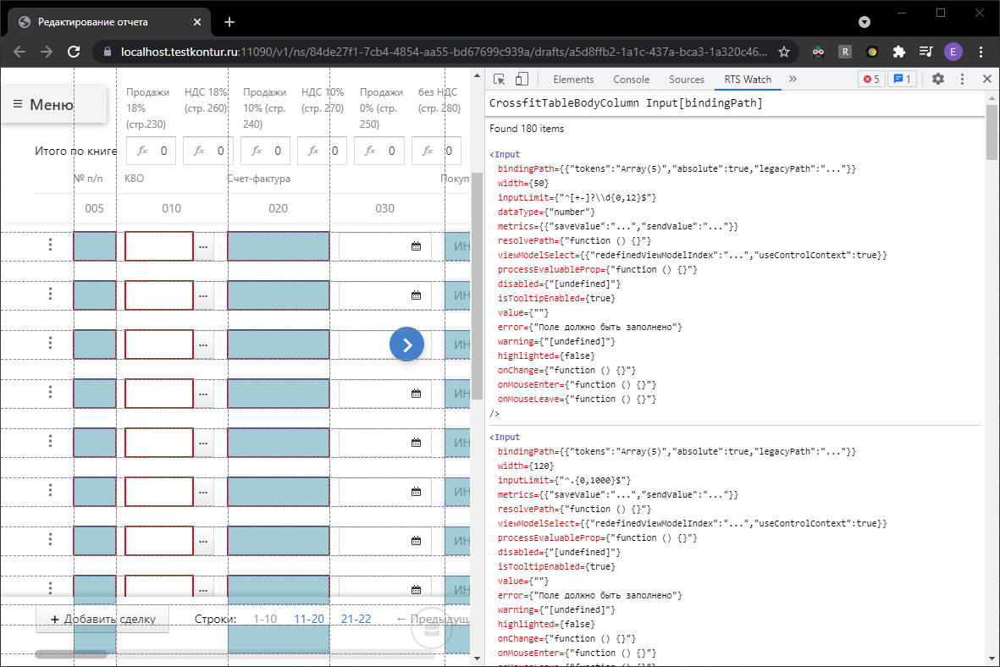 Редактирование отчета
localhost.testkontur.ru:11090/v1/ns/84de27f1-7cb4-4854-aa55-bd67699c939a/drafts/a5d8ffb2-1a1c-437a-bca3-1a320c46...
R
E
Elements Console Sources RTS Watch » 5 1
Меню
Продажи 18% (стр.230)
НДС 18% (стр. 260)
Продажи 10% (стр. 240)
НДС 10% (стр. 270)
Продажи 0% (стр. 250)
без НДС (стр. 280)
Итого по книге fx 0 fx 0 fx 0 fx 0 fx 0 fx 0
№ п/п КВО Счет-фактура Покуп
005 010 020 030
...
ИН
...
ИН
...
ИН
...
ИН
...
ИН
...
ИН
...
ИН
...
+ Добавить сделку Строки: 1-10 11-20 21-22 ← Предыдуща
CrossfitTableBodyColumn Input[bindingPath]
Found 180 items
<Input
bindingPath={{"tokens":"Array(5)","absolute":true,"legacyPath":"..."}}
width={50}
inputLimit={"^[+-]?\\d{0,12}$"}
dataType={"number"}
metrics={{"saveValue":"...","sendValue":"..."}}
resolvePath={"function () {}"}
viewModelSelect={{"redefinedViewModelIndex":"...","useControlContext":true}}
processEvaluableProp={"function () {}"}
disabled={"[undefined]"}
isTooltipEnabled={true}
value={""}
error={"Поле должно быть заполнено"}
warning={"[undefined]"}
highlighted={false}
onChange={"function () {}"}
onMouseEnter={"function () {}"}
onMouseLeave={"function () {}"}
/>
<Input
bindingPath={{"tokens":"Array(5)","absolute":true,"legacyPath":"..."}}
width={120}
inputLimit={"^.{0,1000}$"}
metrics={{"saveValue":"...","sendValue":"..."}}
resolvePath={"function () {}"}
viewModelSelect={{"redefinedViewModelIndex":"...","useControlContext":true}}
processEvaluableProp={"function () {}"}
disabled={"[undefined]"}
isTooltipEnabled={true}
value={""}
error={"Поле должно быть заполнено"}
warning={"[undefined]"}
highlighted={false}
onChange={"function () {}"}
onMouseEnter={"function () {}"}
onMouseLeave={"function () {}"}